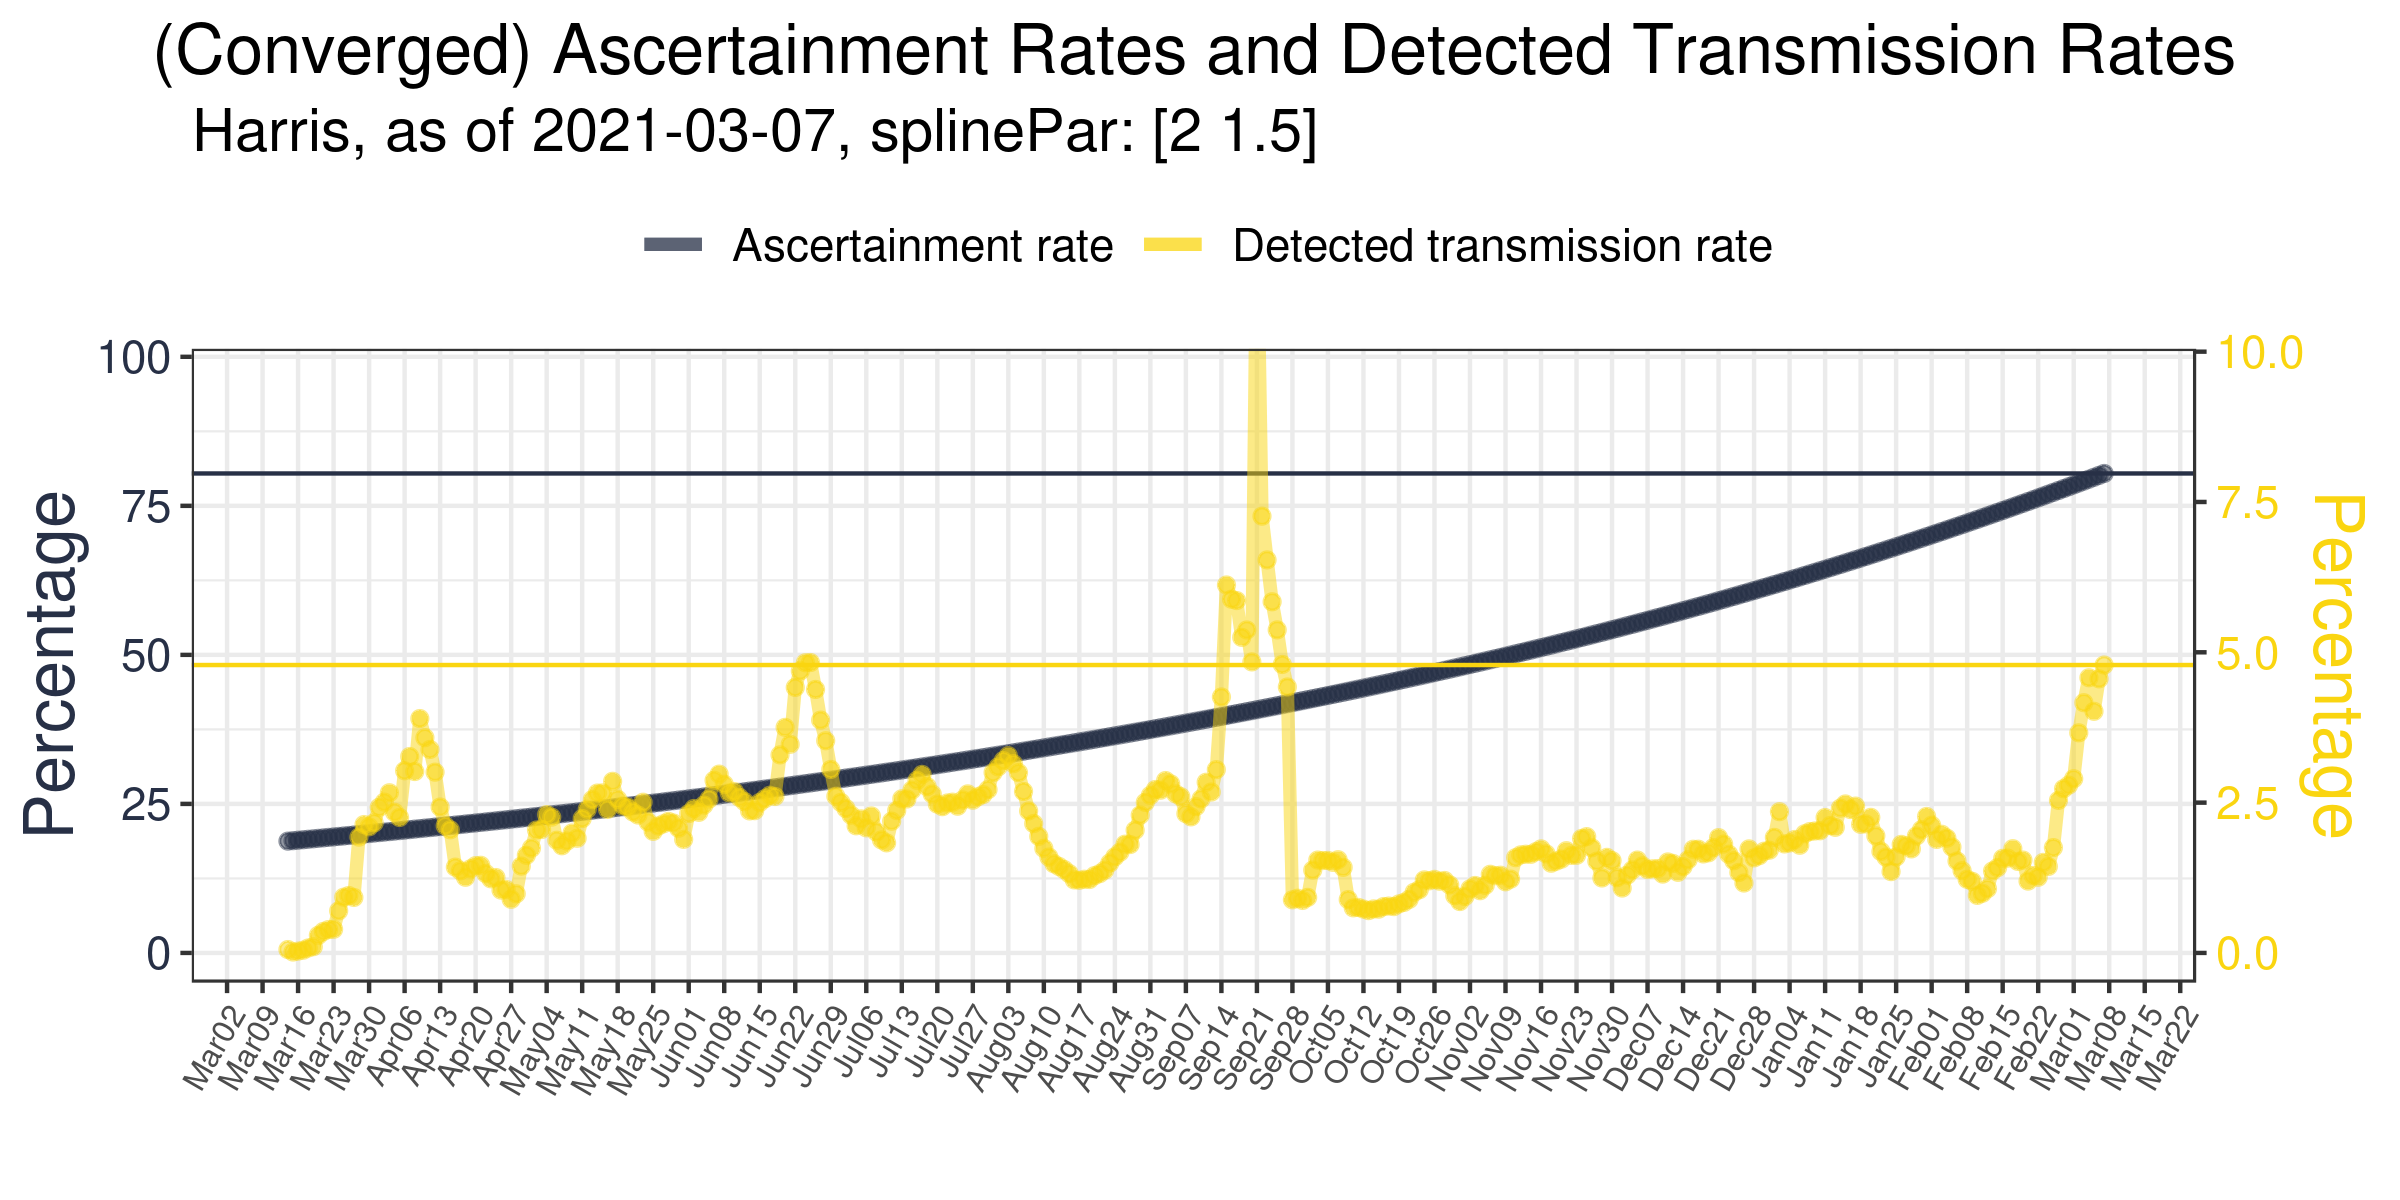 (Converged) Ascertainment Rates and Detected Transmission Rates
Harris, as of 2021-03-07, splinePar: [2 1.5]
Ascertainment rate Detected transmission rate
Percentage
100
75
50
25
0
10.0
7.5
5.0
2.5
0.0
Percentage
Mar02
Mar09
Mar16
Mar23
Mar30
Apr06
Apr13
Apr20
Apr27
May04
May11
May18
May25
Jun01
Jun08
Jun15
Jun22
Jun29
Jul06
Jul13
Jul20
Jul27
Aug03
Aug10
Aug17
Aug24
Aug31
Sep07
Sep14
Sep21
Sep28
Oct05
Oct12
Oct19
Oct26
Nov02
Nov09
Nov16
Nov23
Nov30
Dec07
Dec14
Dec21
Dec28
Jan04
Jan11
Jan18
Jan25
Feb01
Feb08
Feb15
Feb22
Mar01
Mar08
Mar15
Mar22